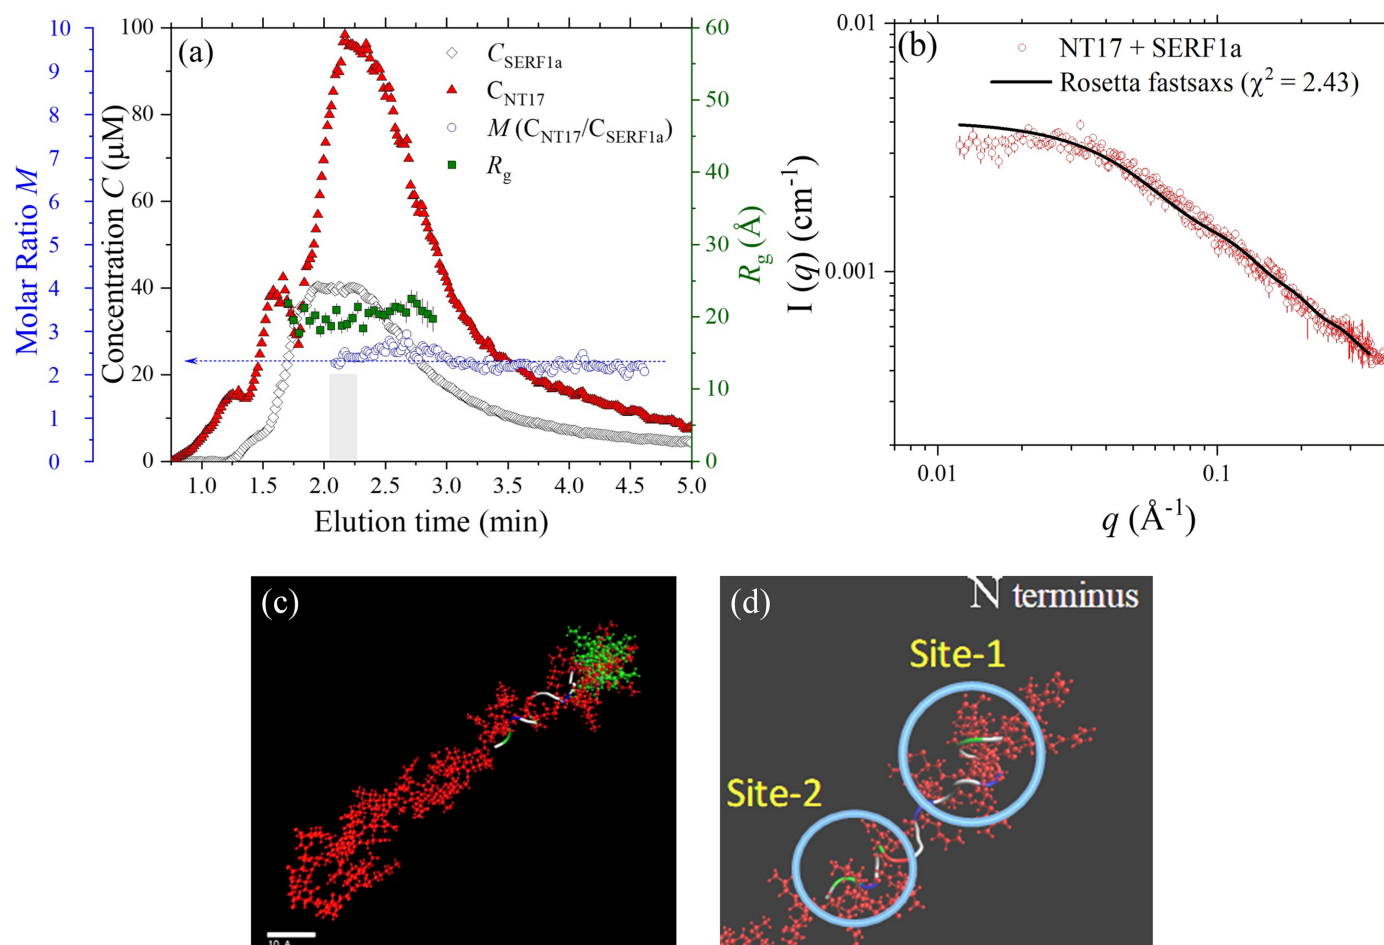 (a)
C_SERF1a
C_NT17
M (C_NT17/C_SERF1a)
R_g
Molar Ratio M
10
9
8
7
6
5
4
3
2
1
0
Concentration C (μM)
100
80
60
40
20
0
R_g (Å)
60
50
40
30
20
10
0
1.0 1.5 2.0 2.5 3.0 3.5 4.0 4.5 5.0
Elution time (min)
(b)
NT17 + SERF1a
Rosetta fastsaxs (χ² = 2.43)
I (q) (cm⁻¹)
0.01
0.001
0.01 0.1
q (Å⁻¹)
(c)
10 A
(d)
N terminus
Site-1
Site-2